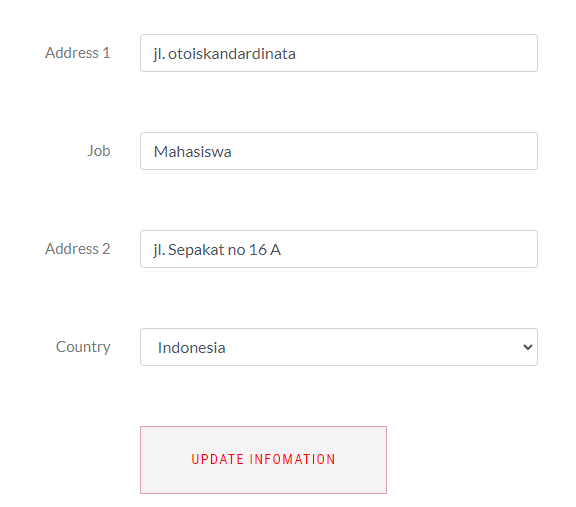 Address 1
jl. otoiskandardinata
Job
Mahasiswa
Address 2
jl. Sepakat no 16 A
Country
Indonesia
UPDATE INFOMATION